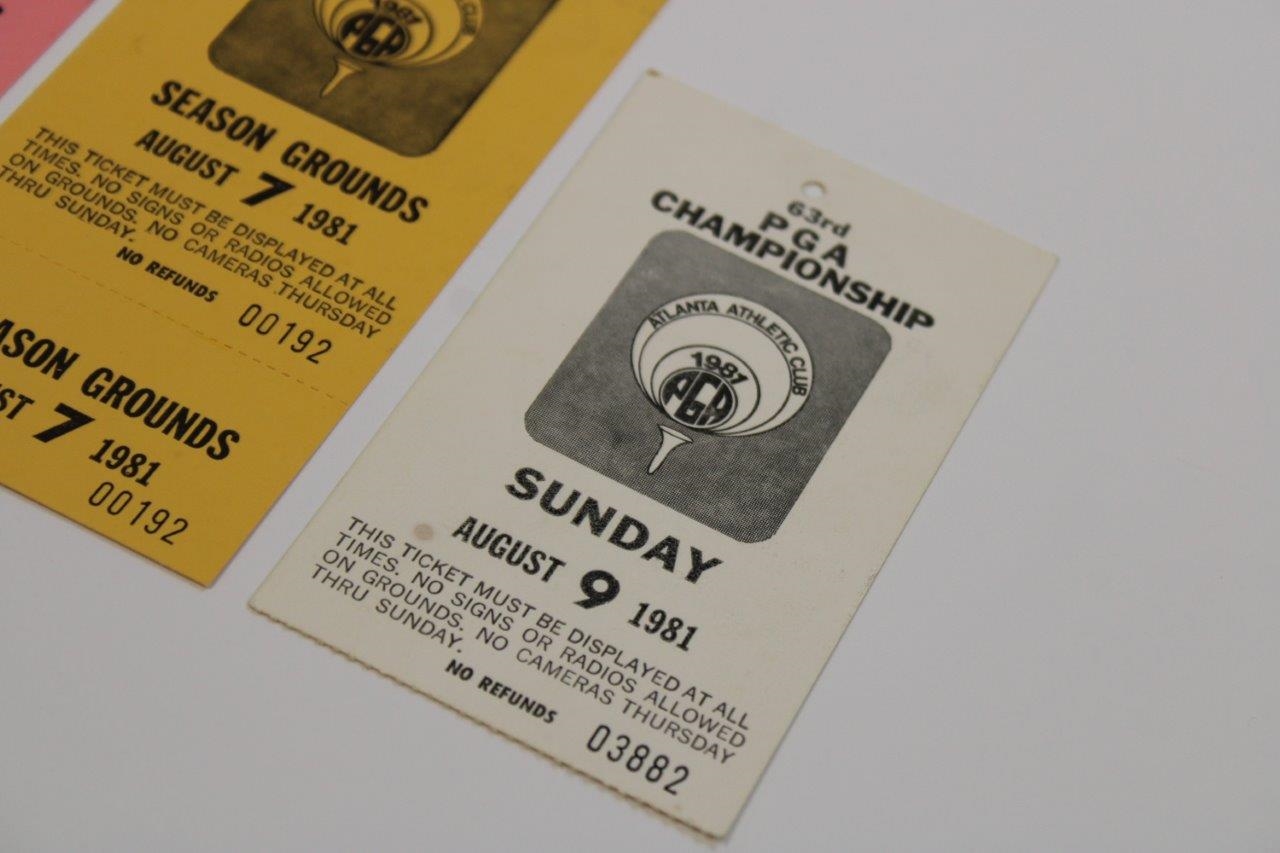 1981
PGA
CLUB
SEASON GROUNDS
AUGUST 7 1981
THIS TICKET MUST BE DISPLAYED AT ALL
TIMES. NO SIGNS OR RADIOS ALLOWED
ON GROUNDS. NO CAMERAS THURSDAY
THRU SUNDAY.
NO REFUNDS
00192
ASON GROUNDS
ST 7 1981
00192
63rd
PGA
CHAMPIONSHIP
ATLANTA ATHLETIC CLUB
1981
PGA
SUNDAY
AUGUST 9 1981
THIS TICKET MUST BE DISPLAYED AT ALL
TIMES. NO SIGNS OR RADIOS ALLOWED
ON GROUNDS. NO CAMERAS THURSDAY
THRU SUNDAY.
NO REFUNDS
03882